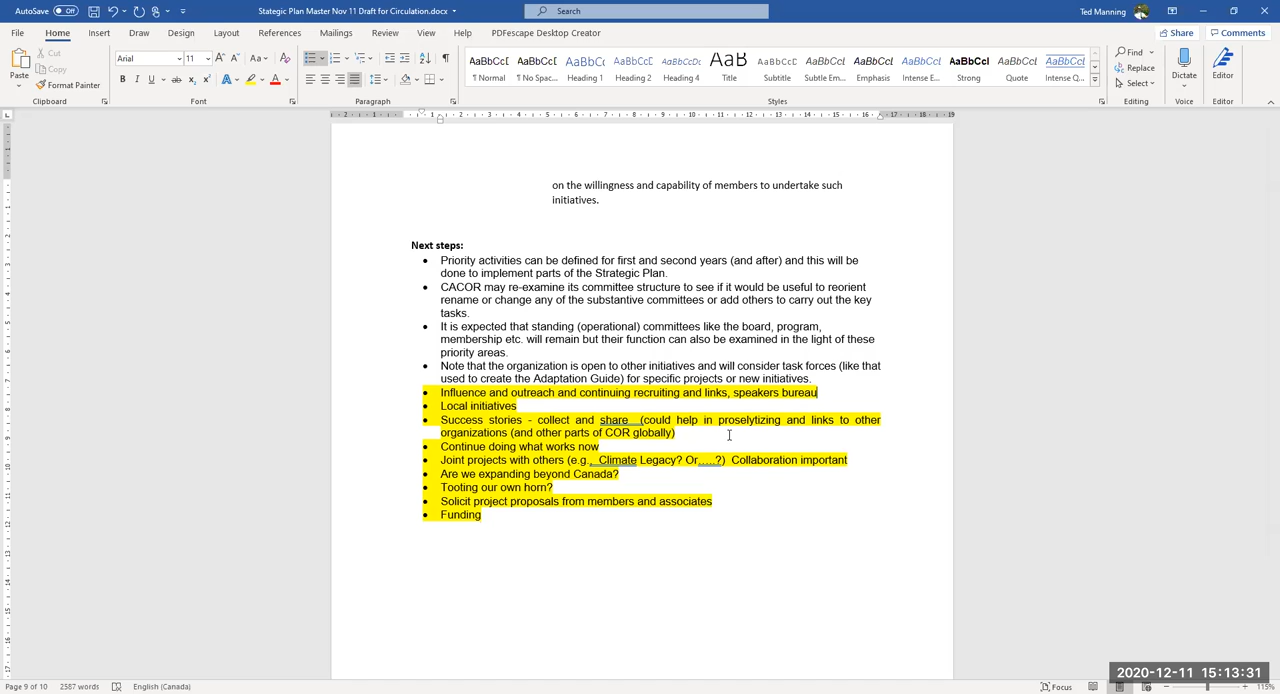 AutoSave Off Stategic Plan Master Nov 11 Draft for Circulation.docx Search Ted Manning
File Home Insert Draw Design Layout References Mailings Review View Help PDFescape Desktop Creator Share Comments
Paste Cut Copy Format Painter Clipboard
Arial 11 Font
Paragraph
AaBbCcI AaBbCcI AaBbCc AaBbCcD AaBbCcD AaB AaBbCcC AaBbCcDc AaBbCcI AaBbCcI AaBbCcI AaBbCcDc AaBbCcI
¶ Normal ¶ No Spac... Heading 1 Heading 2 Heading 4 Title Subtitle Subtle Em... Emphasis Intense E... Strong Quote Intense Q...
Styles
Find Replace Select Editing
Dictate Voice
Editor Editor
on the willingness and capability of members to undertake such
initiatives.
Next steps:
• Priority activities can be defined for first and second years (and after) and this will be
done to implement parts of the Strategic Plan.
• CACOR may re-examine its committee structure to see if it would be useful to reorient
rename or change any of the substantive committees or add others to carry out the key
tasks.
• It is expected that standing (operational) committees like the board, program,
membership etc. will remain but their function can also be examined in the light of these
priority areas.
• Note that the organization is open to other initiatives and will consider task forces (like that
used to create the Adaptation Guide) for specific projects or new initiatives.
• Influence and outreach and continuing recruiting and links, speakers bureau
• Local initiatives
• Success stories - collect and share (could help in proselytizing and links to other
organizations (and other parts of COR globally)
• Continue doing what works now
• Joint projects with others (e.g., Climate Legacy? Or.....?) Collaboration important
• Are we expanding beyond Canada?
• Tooting our own horn?
• Solicit project proposals from members and associates
• Funding
2020-12-11 15:13:31
Page 9 of 10 2587 words English (Canada) Focus 115%